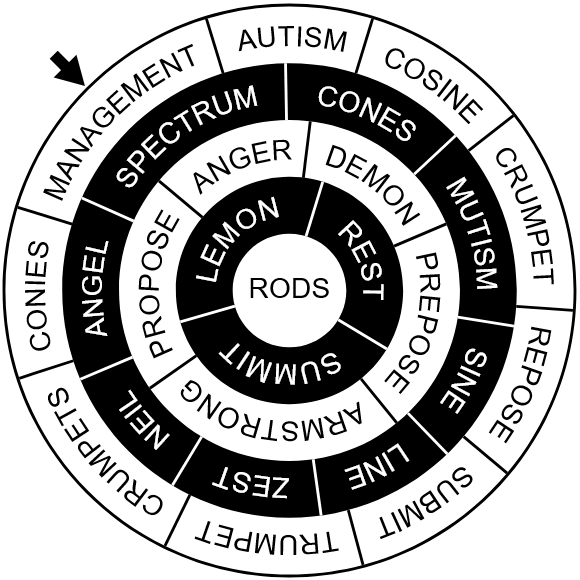 MANAGEMENT
AUTISM
COSINE
CRUMPET
REPOSE
SUBMIT
TRUMPET
CRUMPETS
CONIES
SPECTRUM
CONES
MUTISM
SINE
LINE
ZEST
NEIL
ANGEL
ANGER
DEMON
PREPOSE
ARMSTRONG
PROPOSE
LEMON
REST
SUMMIT
RODS